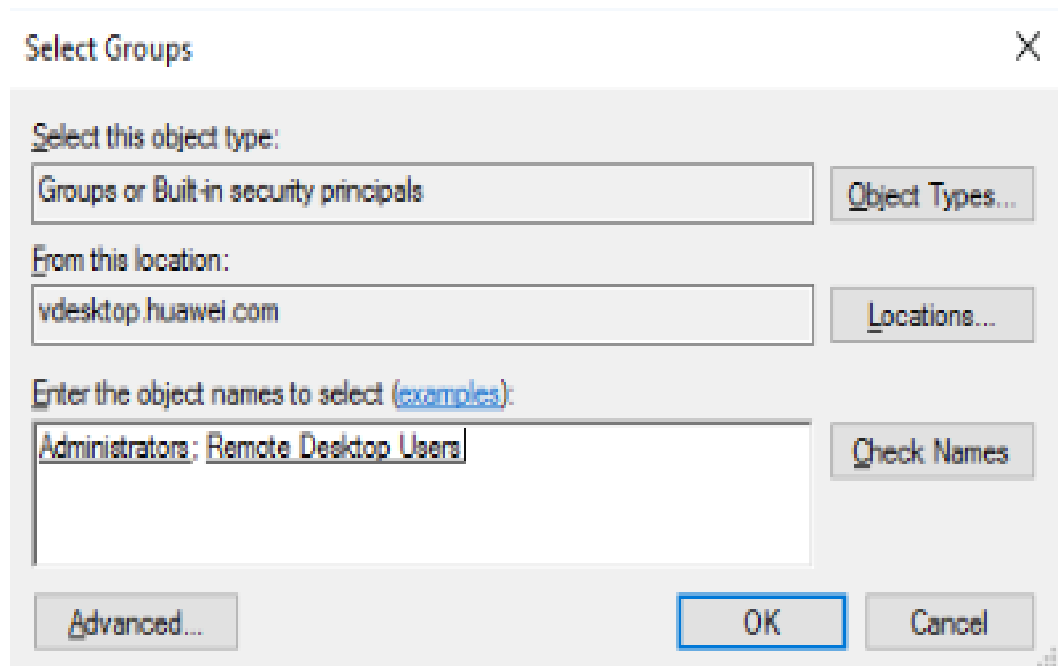 Select Groups
Select this object type:
Groups or Built-in security principals
Object Types...
From this location:
vdesktop.huawei.com
Locations...
Enter the object names to select (examples):
Administrators; Remote Desktop Users
Check Names
Advanced...
OK
Cancel